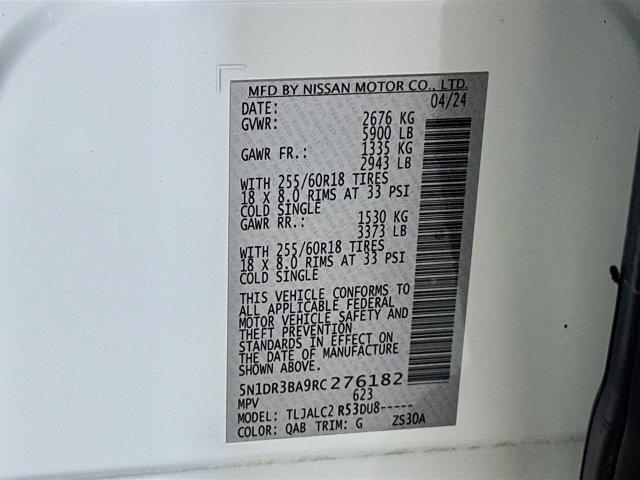 MFD BY NISSAN MOTOR CO., LTD.
DATE: 04/24
GVWR: 2676 KG
5900 LB
GAWR FR.: 1335 KG
2943 LB
WITH 255/60R18 TIRES
18 X 8.0 RIMS AT 33 PSI
COLD SINGLE
GAWR RR.: 1530 KG
3373 LB
WITH 255/60R18 TIRES
18 X 8.0 RIMS AT 33 PSI
COLD SINGLE
THIS VEHICLE CONFORMS TO
ALL APPLICABLE FEDERAL
MOTOR VEHICLE SAFETY AND
THEFT PREVENTION
STANDARDS IN EFFECT ON
THE DATE OF MANUFACTURE
SHOWN ABOVE.
5N1DR3BA9RC276182
MPV 623
MODEL: TLJALC2 R53DU8-----
COLOR: QAB TRIM: G ZS30A